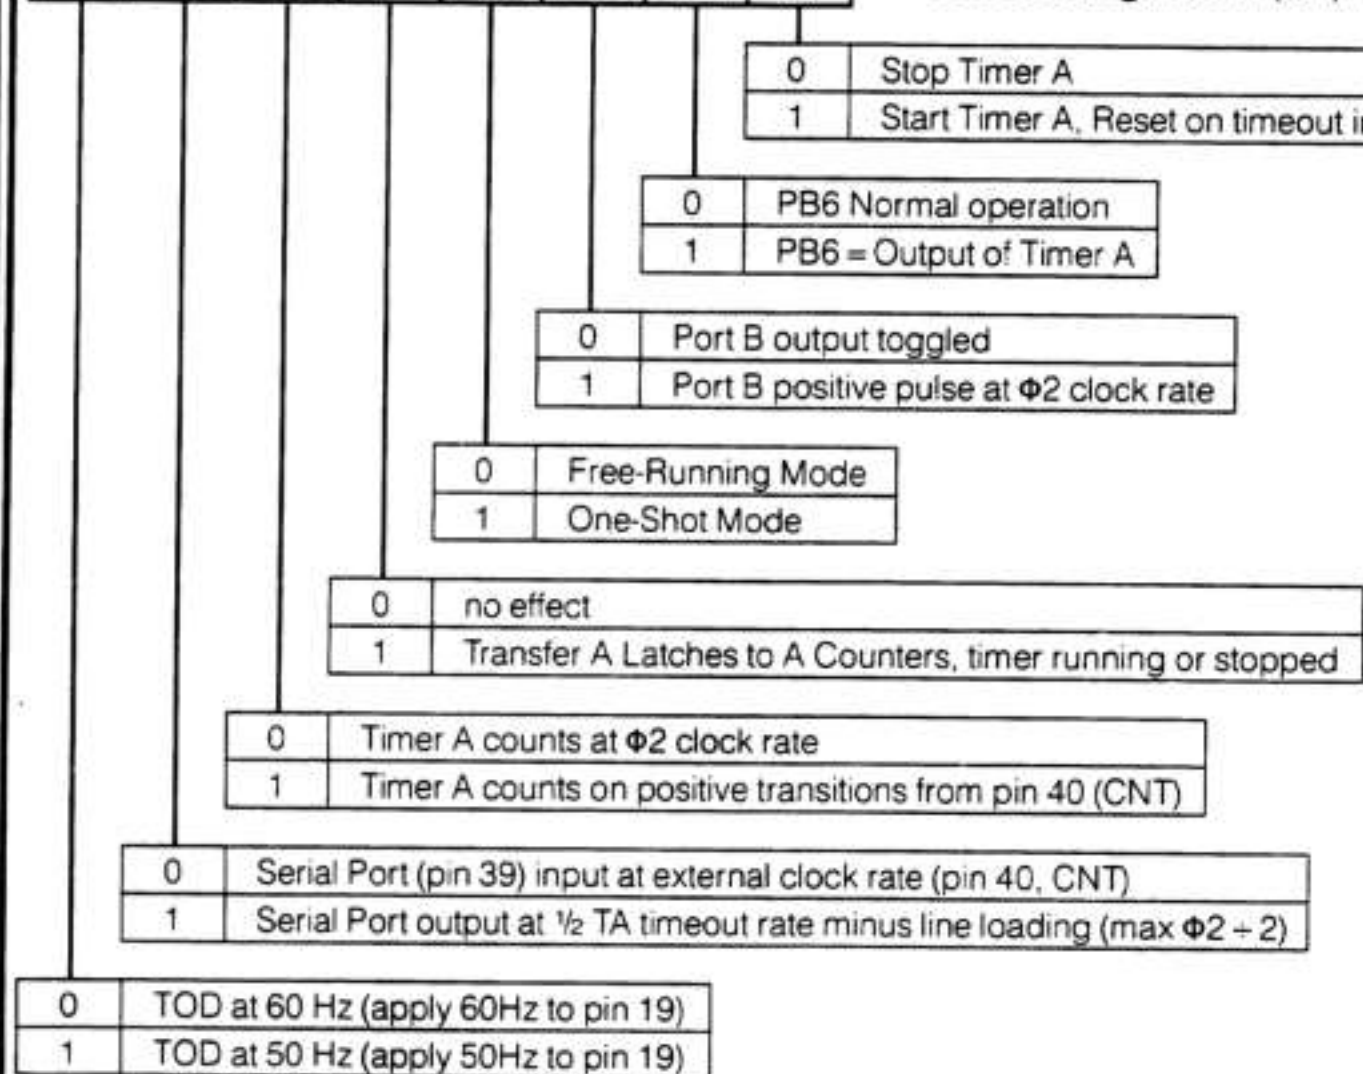 0 Stop Timer A
1 Start Timer A, Reset on timeout
0 PB6 Normal operation
1 PB6 = Output of Timer A
0 Port B output toggled
1 Port B positive pulse at Φ2 clock rate
0 Free-Running Mode
1 One-Shot Mode
0 no effect
1 Transfer A Latches to A Counters, timer running or stopped
0 Timer A counts at Φ2 clock rate
1 Timer A counts on positive transitions from pin 40 (CNT)
0 Serial Port (pin 39) input at external clock rate (pin 40, CNT)
1 Serial Port output at ½ TA timeout rate minus line loading (max Φ2 ÷ 2)
0 TOD at 60 Hz (apply 60Hz to pin 19)
1 TOD at 50 Hz (apply 50Hz to pin 19)